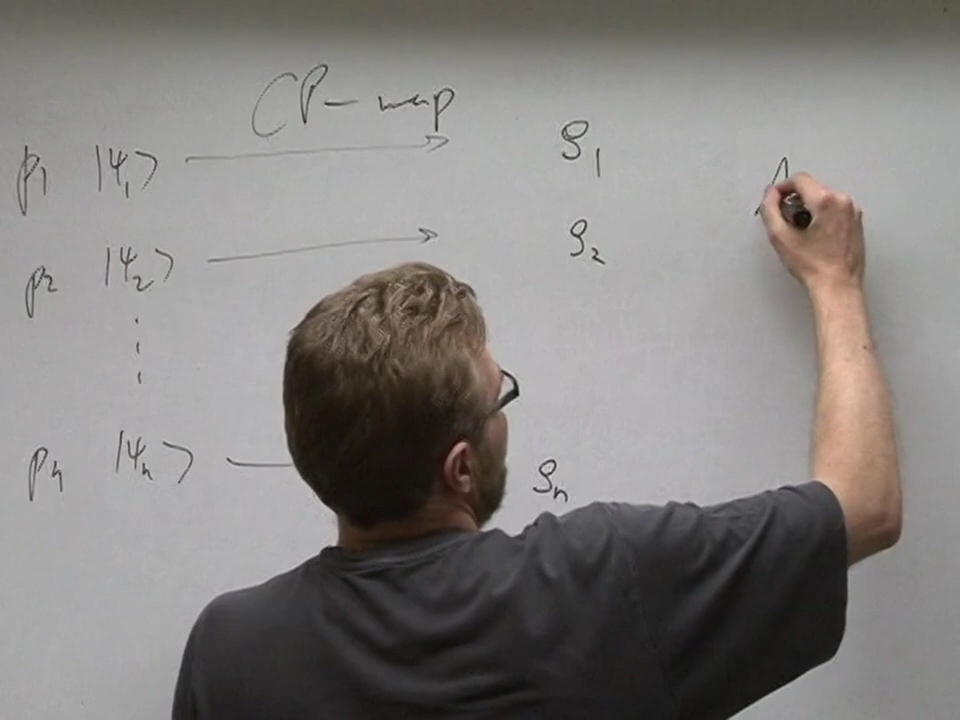 CP-map
p₁ |ψ₁⟩ → ρ₁
p₂ |ψ₂⟩ → ρ₂
⋮
pₙ |ψₙ⟩ — ρₙ